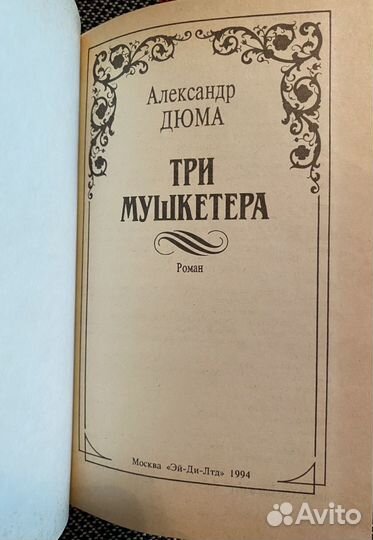 Александр
ДЮМА
ТРИ
МУШКЕТЕРА
Роман
Москва «Эй-Ди-Лтд» 1994
Avito